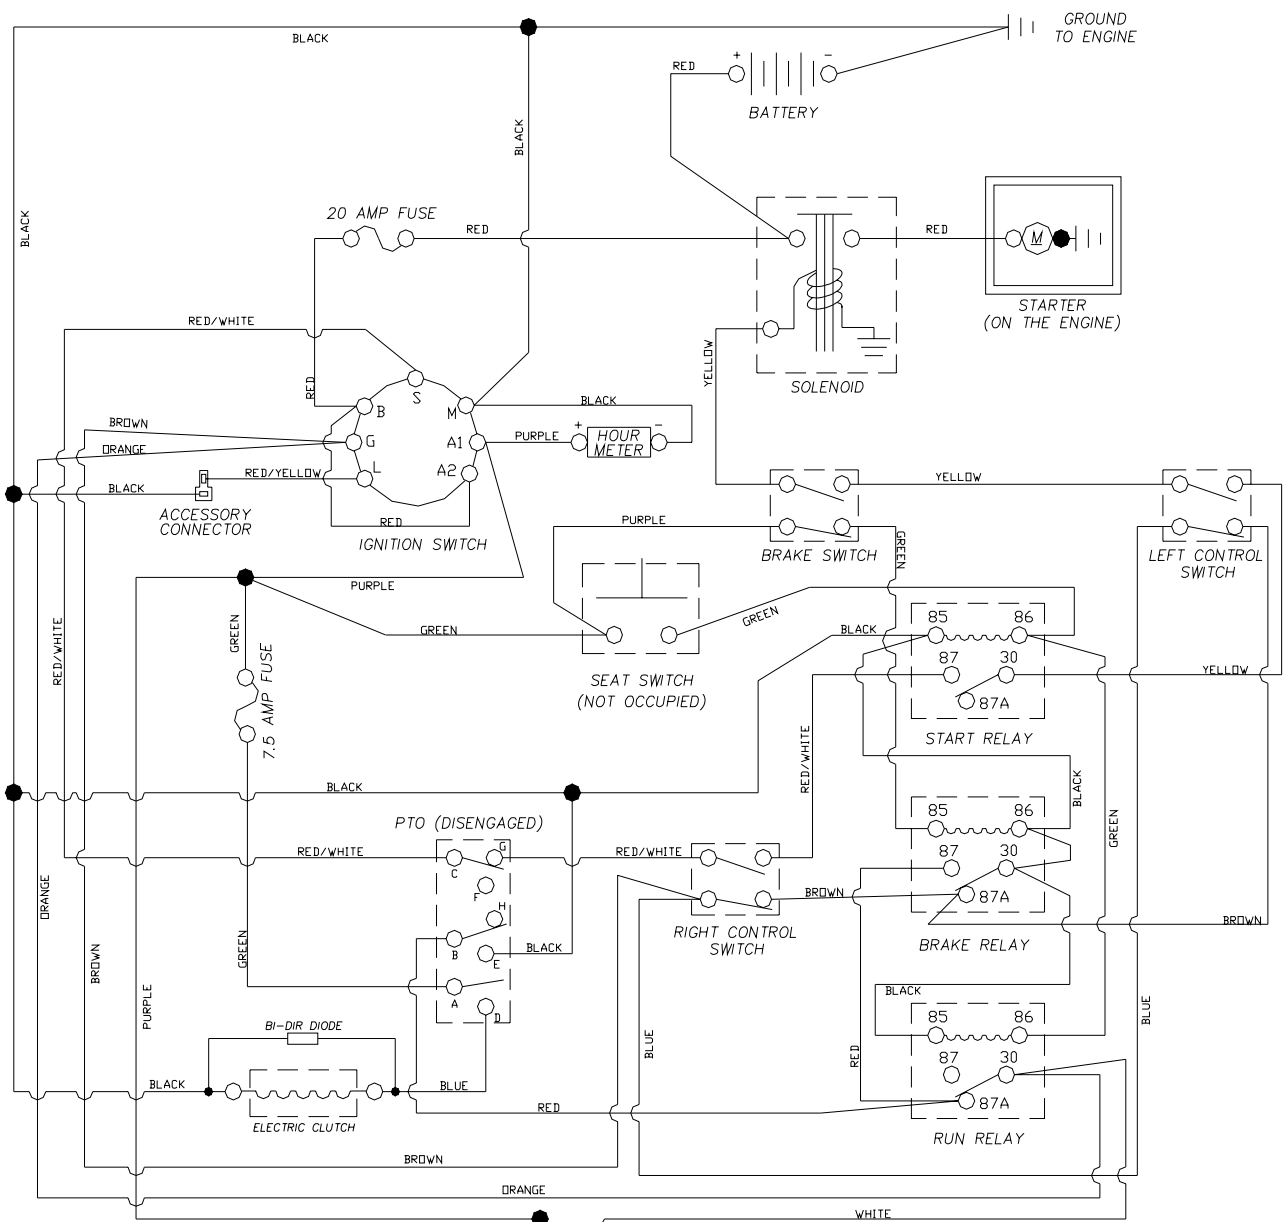 GROUND
TO ENGINE
BLACK
RED
+
-
BATTERY
BLACK
BLACK
20 AMP FUSE
RED
RED
M
STARTER
(ON THE ENGINE)
RED/WHITE
YELLOW
SOLENOID
RED
S
B
M
BLACK
BROWN
G
A1
PURPLE
+
HOUR
METER
-
ORANGE
L
A2
RED/YELLOW
BLACK
ACCESSORY
CONNECTOR
RED
IGNITION SWITCH
YELLOW
PURPLE
BRAKE SWITCH
GREEN
LEFT CONTROL
SWITCH
PURPLE
GREEN
GREEN
GREEN
RED/WHITE
BLACK
85
86
87
30
87A
START RELAY
YELLOW
SEAT SWITCH
(NOT OCCUPIED)
7.5 AMP FUSE
RED/WHITE
BLACK
BLACK
GREEN
PTO (DISENGAGED)
85
86
87
30
87A
BRAKE RELAY
RED/WHITE
C
G
F
H
B
E
A
D
RED/WHITE
BROWN
RIGHT CONTROL
SWITCH
BROWN
BLACK
ORANGE
GREEN
BROWN
PURPLE
BLACK
85
86
87
30
87A
RUN RELAY
BLUE
BLUE
RED
BI-DIR DIODE
BLACK
BLUE
ELECTRIC CLUTCH
RED
BROWN
ORANGE
WHITE